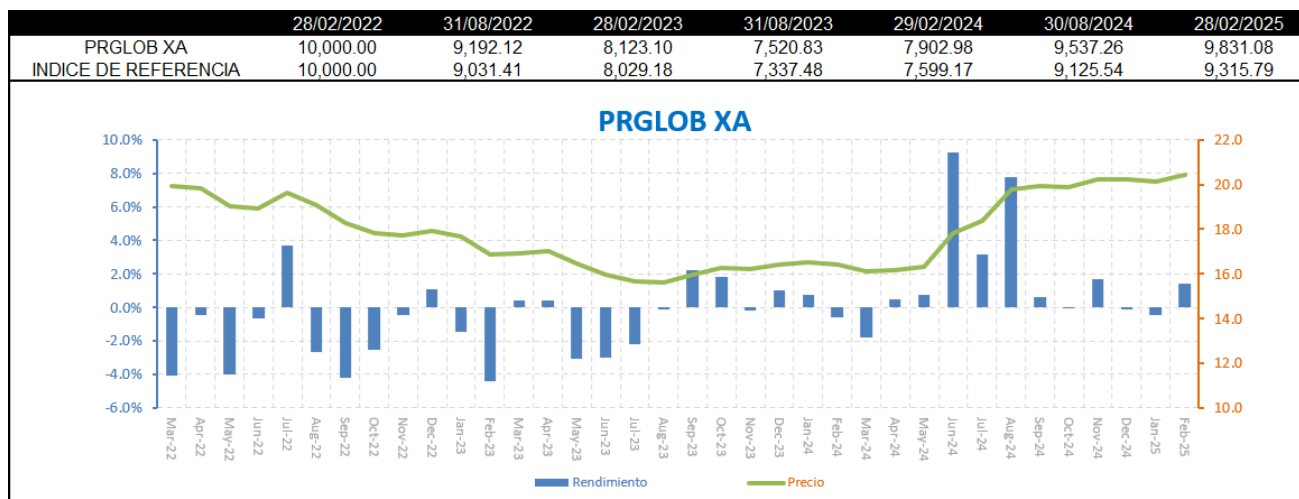 28/02/2022 31/08/2022 28/02/2023 31/08/2023 29/02/2024 30/08/2024 28/02/2025
PRGLOB XA 10,000.00 9,192.12 8,123.10 7,520.83 7,902.98 9,537.26 9,831.08
INDICE DE REFERENCIA 10,000.00 9,031.41 8,029.18 7,337.48 7,599.17 9,125.54 9,315.79
PRGLOB XA
10.0% 22.0
8.0% 20.0
6.0%
18.0
4.0%
2.0% 16.0
0.0%
14.0
-2.0%
12.0
-4.0%
-6.0% 10.0
Mar-22 Apr-22 May-22 Jun-22 Jul-22 Aug-22 Sep-22 Oct-22 Nov-22 Dec-22 Jan-23 Feb-23 Mar-23 Apr-23 May-23 Jun-23 Jul-23 Aug-23 Sep-23 Oct-23 Nov-23 Dec-23 Jan-24 Feb-24 Mar-24 Apr-24 May-24 Jun-24 Jul-24 Aug-24 Sep-24 Oct-24 Nov-24 Dec-24 Jan-25 Feb-25
Rendimiento Precio